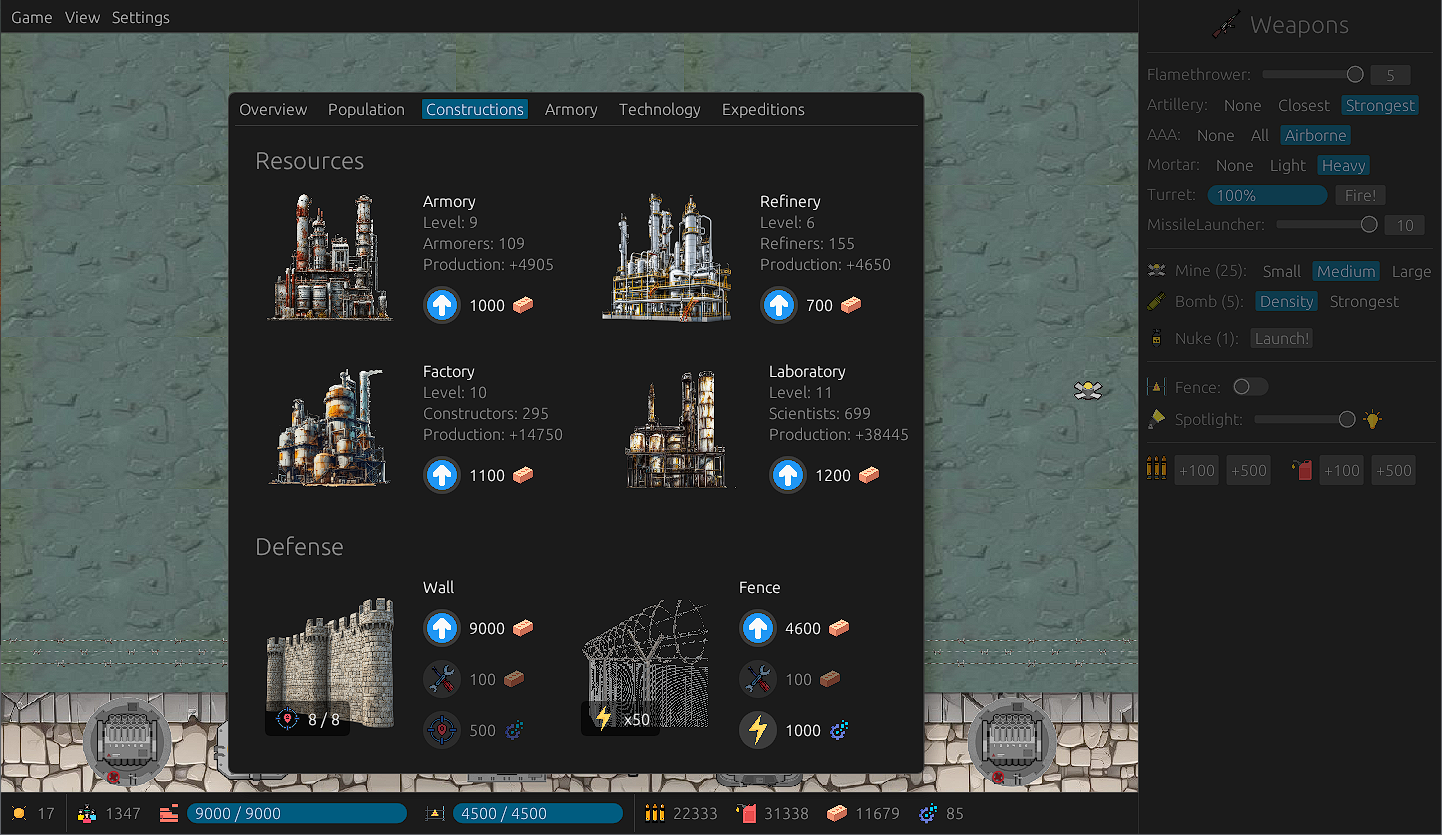 Game View Settings
Overview Population Constructions Armory Technology Expeditions
Resources
Armory
Level: 9
Armorers: 109
Production: +4905
1000
Refinery
Level: 6
Refiners: 155
Production: +4650
700
Factory
Level: 10
Constructors: 295
Production: +14750
1100
Laboratory
Level: 11
Scientists: 699
Production: +38445
1200
Defense
Wall
9000
100
500
8 / 8
Fence
4600
100
1000
x50
Weapons
Flamethrower: 5
Artillery: None Closest Strongest
AAA: None All Airborne
Mortar: None Light Heavy
Turret: 100% Fire!
MissileLauncher: 10
Mine (25): Small Medium Large
Bomb (5): Density Strongest
Nuke (1): Launch!
Fence:
Spotlight:
+100 +500 +100 +500
17 1347 9000 / 9000 4500 / 4500 22333 31338 11679 85